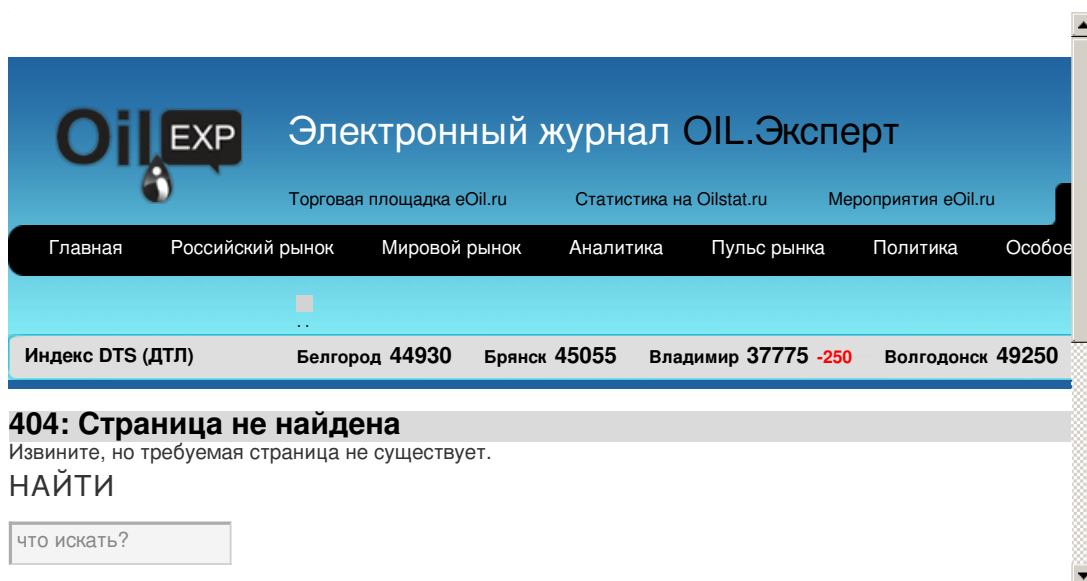 Oil EXP
Электронный журнал OIL.Эксперт
Торговая площадка eOil.ru Статистика на Oilstat.ru Мероприятия eOil.ru
Главная Российский рынок Мировой рынок Аналитика Пульс рынка Политика Особое
. .
Индекс DTS (ДТЛ) Белгород 44930 Брянск 45055 Владимир 37775 -250 Волгодонск 49250
404: Страница не найдена
Извините, но требуемая страница не существует.
НАЙТИ
что искать?